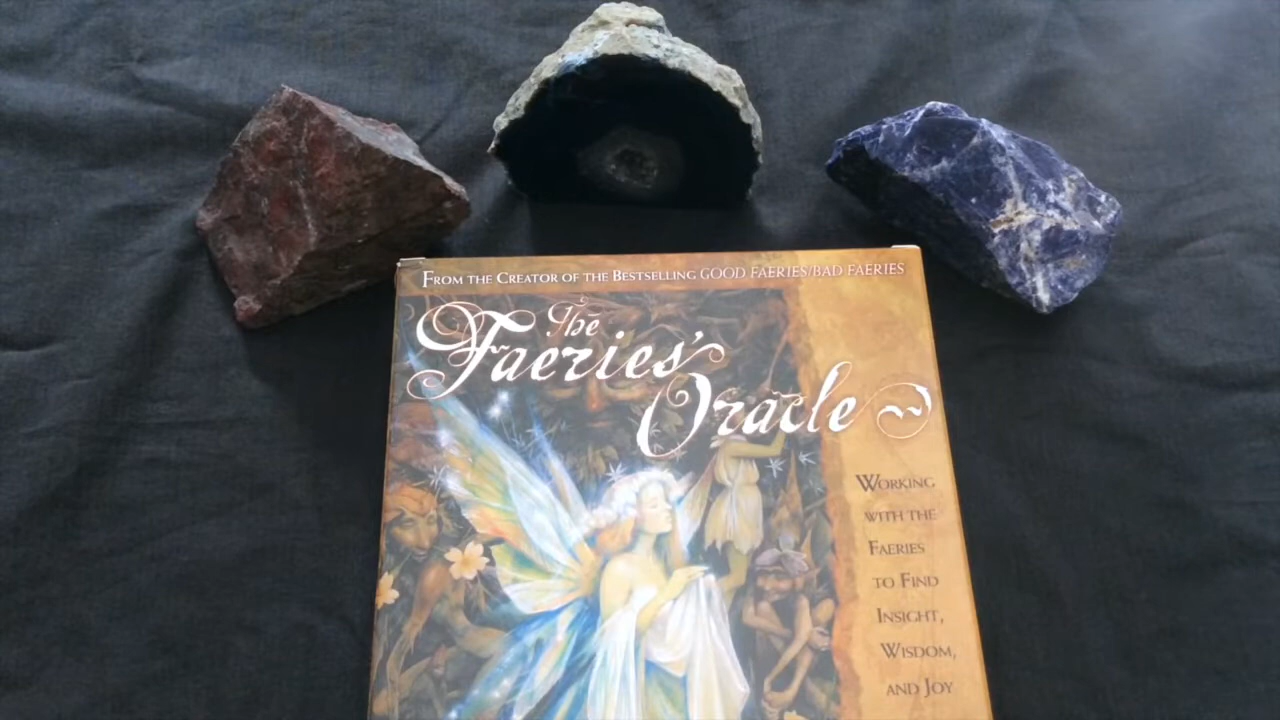 From the Creator of the Bestselling GOOD FAERIES/BAD FAERIES
The
Faeries'
Oracle
Working
with the
Faeries
to Find
Insight,
Wisdom,
and Joy